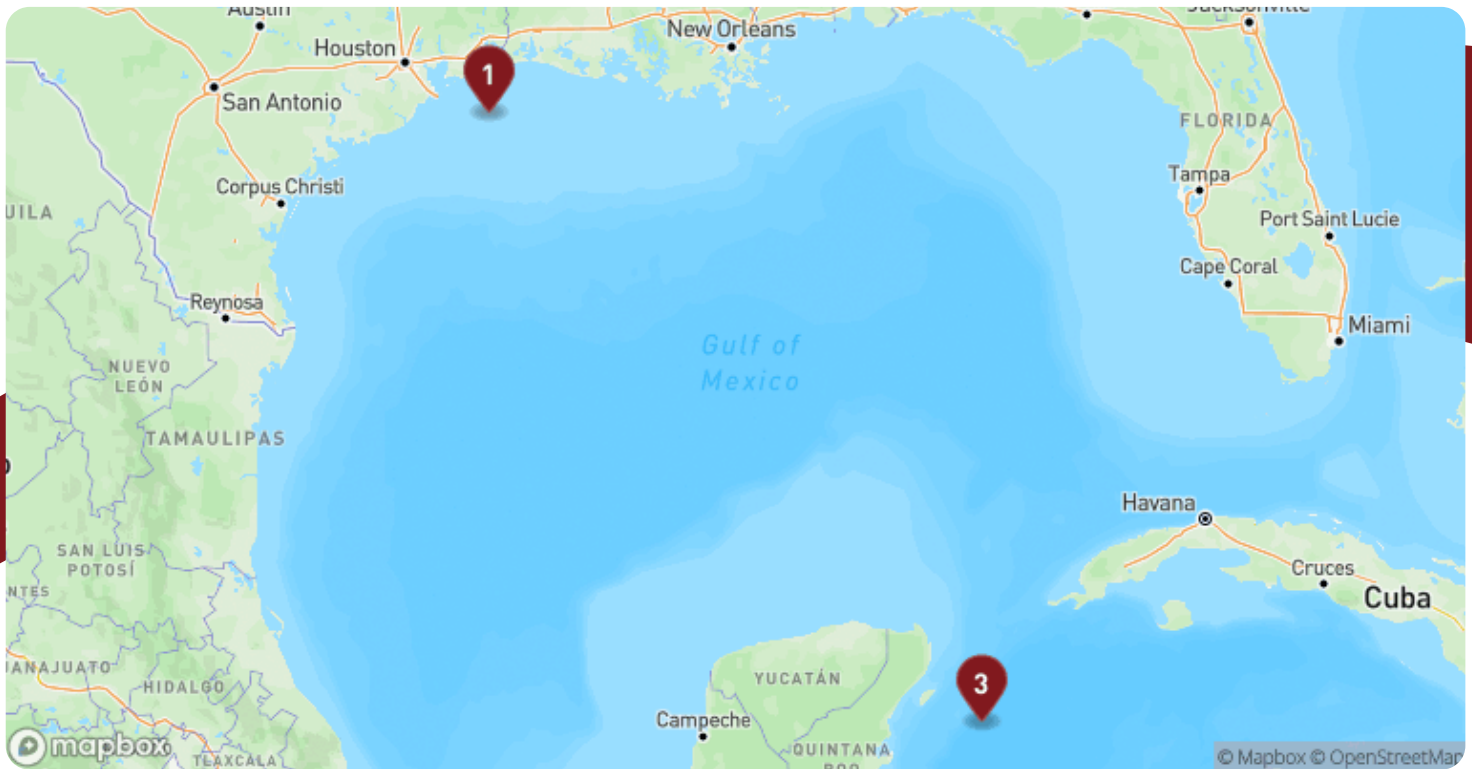 Austin
Jacksonville
New Orleans
Houston
1
San Antonio
FLORIDA
Tampa
Corpus Christi
UILA
Port Saint Lucie
Cape Coral
Reynosa
Miami
Gulf of
Mexico
NUEVO
LEÓN
TAMAULIPAS
Havana
SAN LUIS
POTOSÍ
Cruces
NTES
Cuba
JANAJUATO
YUCATÁN
3
HIDALGO
Campeche
mapbox
QUINTANA
ROO
TLAXCALA
© Mapbox © OpenStreetMap